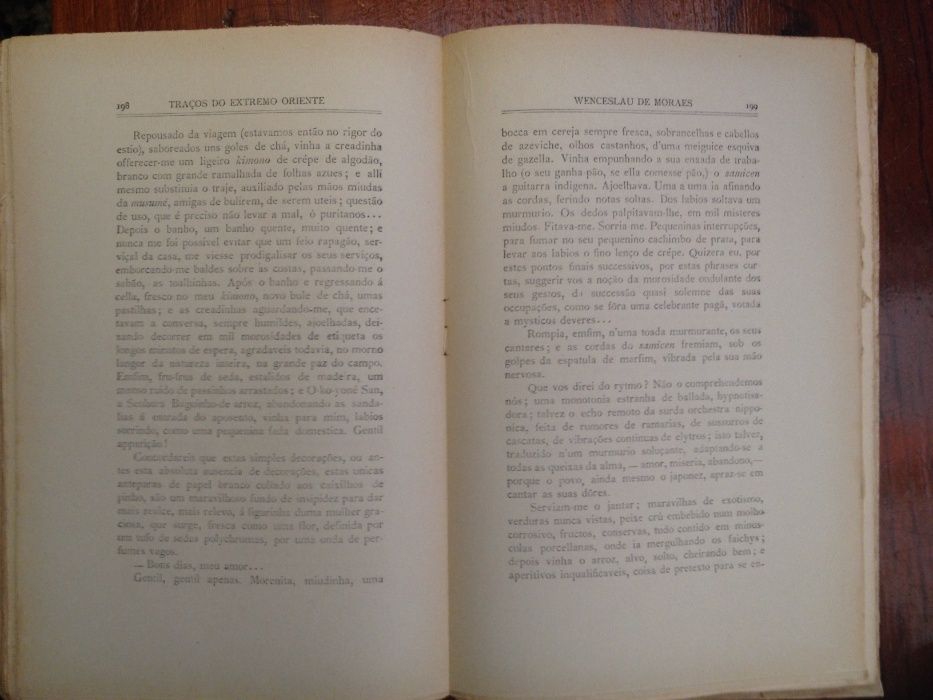 198 TRAÇOS DO EXTREMO ORIENTE
Repousado da viagem (estavamos então no rigor do
estio), saboreados uns goles de chá, vinha a creadinha
offerecer-me um ligeiro kimono de crépe de algodão,
branco com grande ramalhada de folhas azues; e alli
mesmo substituia o traje, auxiliado pelas mãos miudas
da musumé, amigas de bulirem, de serem uteis; questão
de uso, que é preciso não levar a mal, ó puritanos...
Depois o banho, um banho quente, muito quente; e
nunca me foi possivel evitar que um feio rapagão, ser-
viçal da casa, me viesse prodigalisar os seus serviços,
emborcando-me baldes sobre as costas, passando-me o
sabão, as toalhinhas. Após o banho e regressando á
cella, fresco no meu kimono, novo bule de chá, umas
pastilhas; e as creadinhas aguardando-me, que ence-
tavam a conversa, sempre humildes, ajoelhadas, dei-
xando decorrer em mil morosidades de etiqueta os
longos minutos de espera, agradaveis todavia, no morno
langor da natureza inteira, na grande paz do campo.
Emfim, fru-frus de seda, estalidos de madeira, um
manso ruido de passinhos arrastados; e O-ko-yoné San,
a Senhora Baguinho-de arroz, abandonando as sanda-
lias á entrada do aposento, vinha para mim, labios
sorrindo, como uma pequenina fada domestica. Gentil
apparição!
Concordareis que estas simples decorações, ou an-
tes esta absoluta ausencia de decorações, estas unicas
anteparas de papel branco collado aos caixilhos de
pinho, são um maravilhoso fundo de insipidez para dar
mais realce, mais relevo, á figurinha duma mulher gra-
ciosa, que surge, fresca como uma flor, definida por
um tufo de sedas polychromas, por uma onda de per-
fumes vagos.
— Bons dias, meu amor...
Gentil, gentil apenas. Morenita, miudinha, uma
WENCESLAU DE MORAES 199
bocca em cereja sempre fresca, sobrancelhas e cabellos
de azeviche, olhos castanhos, d'uma meiguice esquiva
de gazella. Vinha empunhando a sua enxada de traba-
lho (o seu ganha-pão, se ella comesse pão,) o samicen
a guitarra indigena. Ajoelhava. Uma a uma ia afinando
as cordas, ferindo notas soltas. Dos labios soltava um
murmurio. Os dedos palpitavam-lhe, em mil misteres
miudos. Fitava-me. Sorria me. Pequeninas interrupções,
para fumar no seu pequenino cachimbo de prata, para
levar aos labios o fino lenço de crépe. Quizera eu, por
estes pontos finais successivos, por estas phrases cur-
tas, suggerir vos a noção da morosidade ondulante dos
seus gestos, da successão quasi solemne das suas
occupações, como se fôra uma celebrante pagã, votada
a mysticos deveres...
Rompia, emfim, n'uma toada murmurante, os seus
cantares; e as cordas do samicen fremiam, sob os
golpes da espatula de marfim, vibrada pela sua mão
nervosa.
Que vos direi do rytmo? Não o comprehendemos
nós; uma monotonia estranha de ballada, hypnotisa-
dora; talvez o echo remoto da surda orchestra nippo-
nica, feita de rumores de ramarias, de sussorros de
cascatas, de vibrações continuas de elytros; isto talvez,
traduzido n'um murmurio soluçante, adaptando-se a
todas as queixas da alma, — amor, miseria, abandono,—
porque o povo, ainda mesmo o japonez, apraz-se em
cantar as suas dôres.
Serviam-me o jantar; maravilhas de exotismo,
verduras nunca vistas, peixe crú embebido num molho
corrosivo, fructos, conservas, tudo contido em minus-
culas porcellanas, onde ia mergulhando os faichys;
depois vinha o arroz, alvo, solto, cheirando bem; e
aperitivos inqualificaveis, coisa de pretexto para se en-